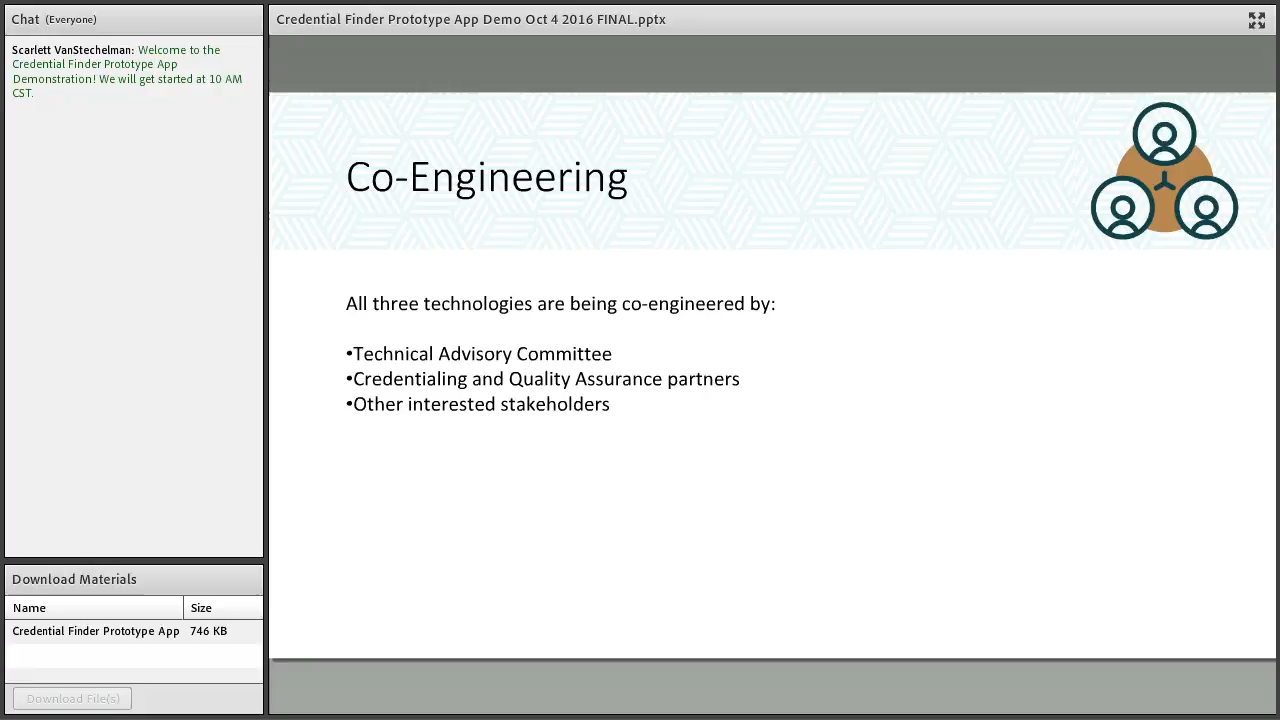 Chat (Everyone)
Scarlett VanStechelman: Welcome to the
Credential Finder Prototype App
Demonstration! We will get started at 10 AM
CST.
Download Materials
Name Size
Credential Finder Prototype App 746 KB
Download File(s)
Credential Finder Prototype App Demo Oct 4 2016 FINAL.pptx
Co-Engineering
All three technologies are being co-engineered by:
•Technical Advisory Committee
•Credentialing and Quality Assurance partners
•Other interested stakeholders